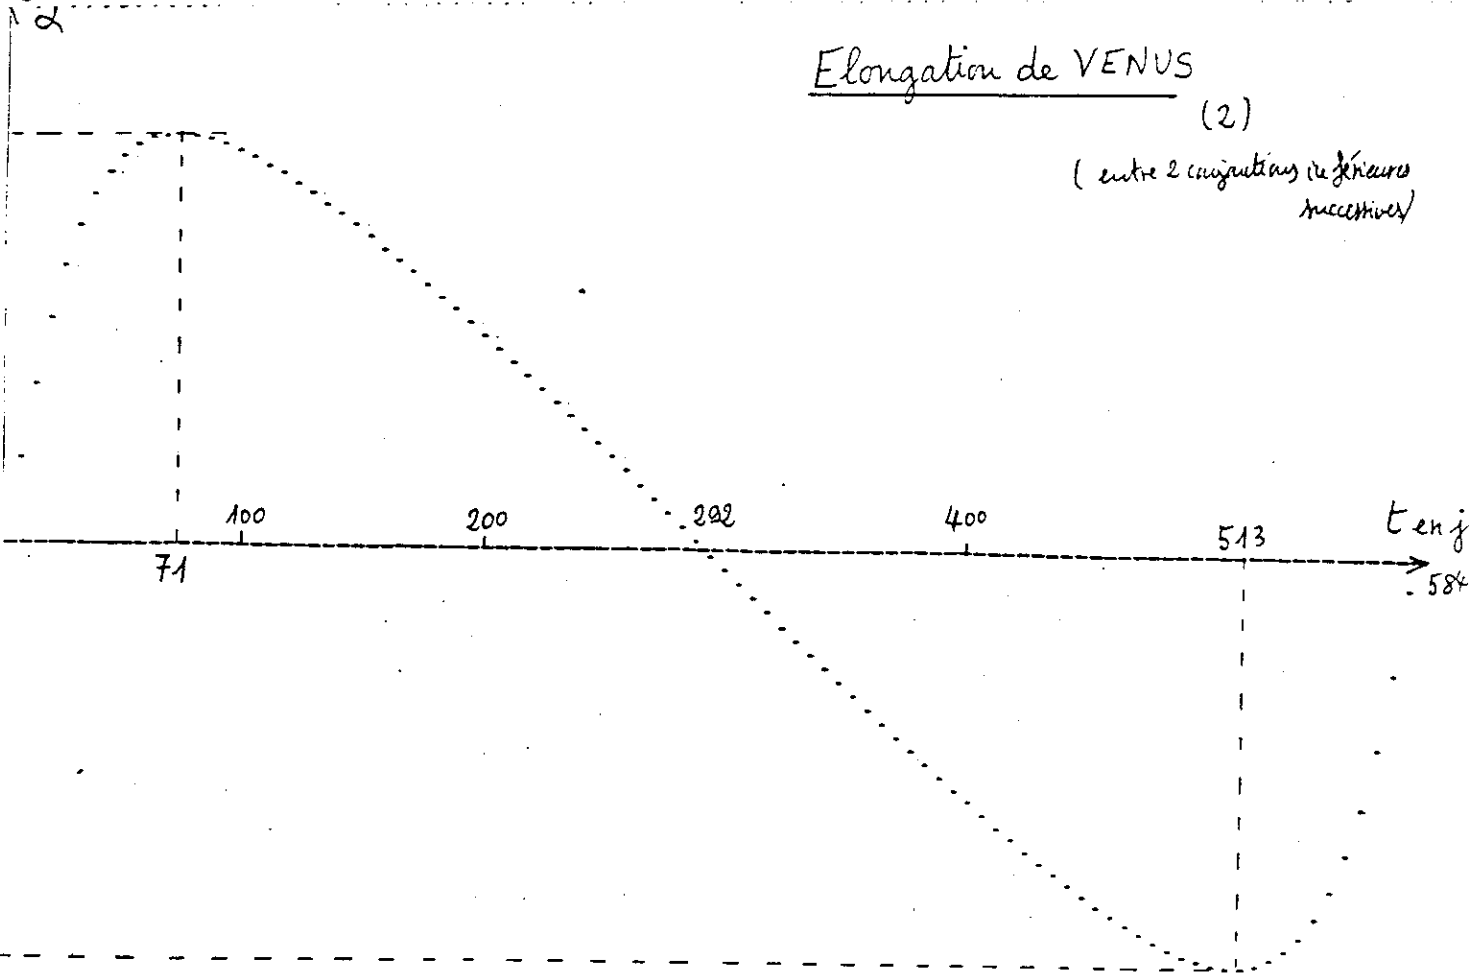 α
Elongation de VENUS
(2)
( entre 2 conjonctions inférieures
successives)
100
200
292
400
513
t en j
71
584